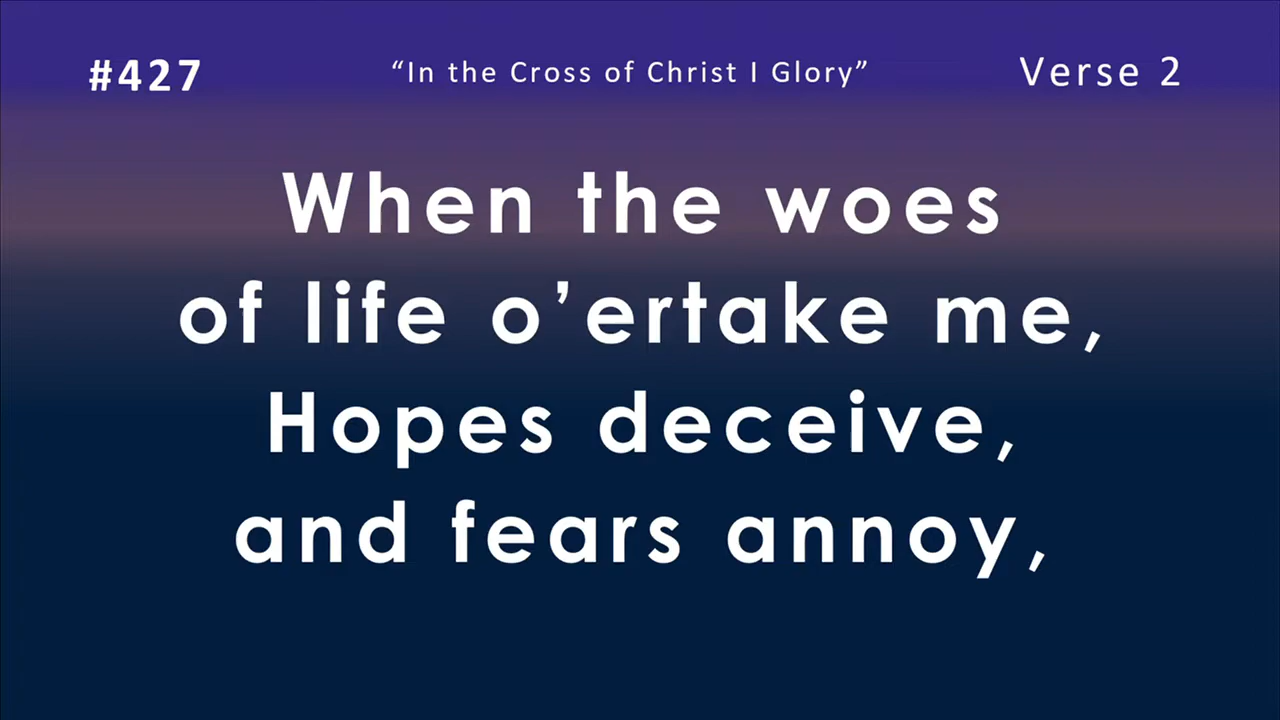 #427 “In the Cross of Christ I Glory” Verse 2
When the woes
of life o’ertake me,
Hopes deceive,
and fears annoy,